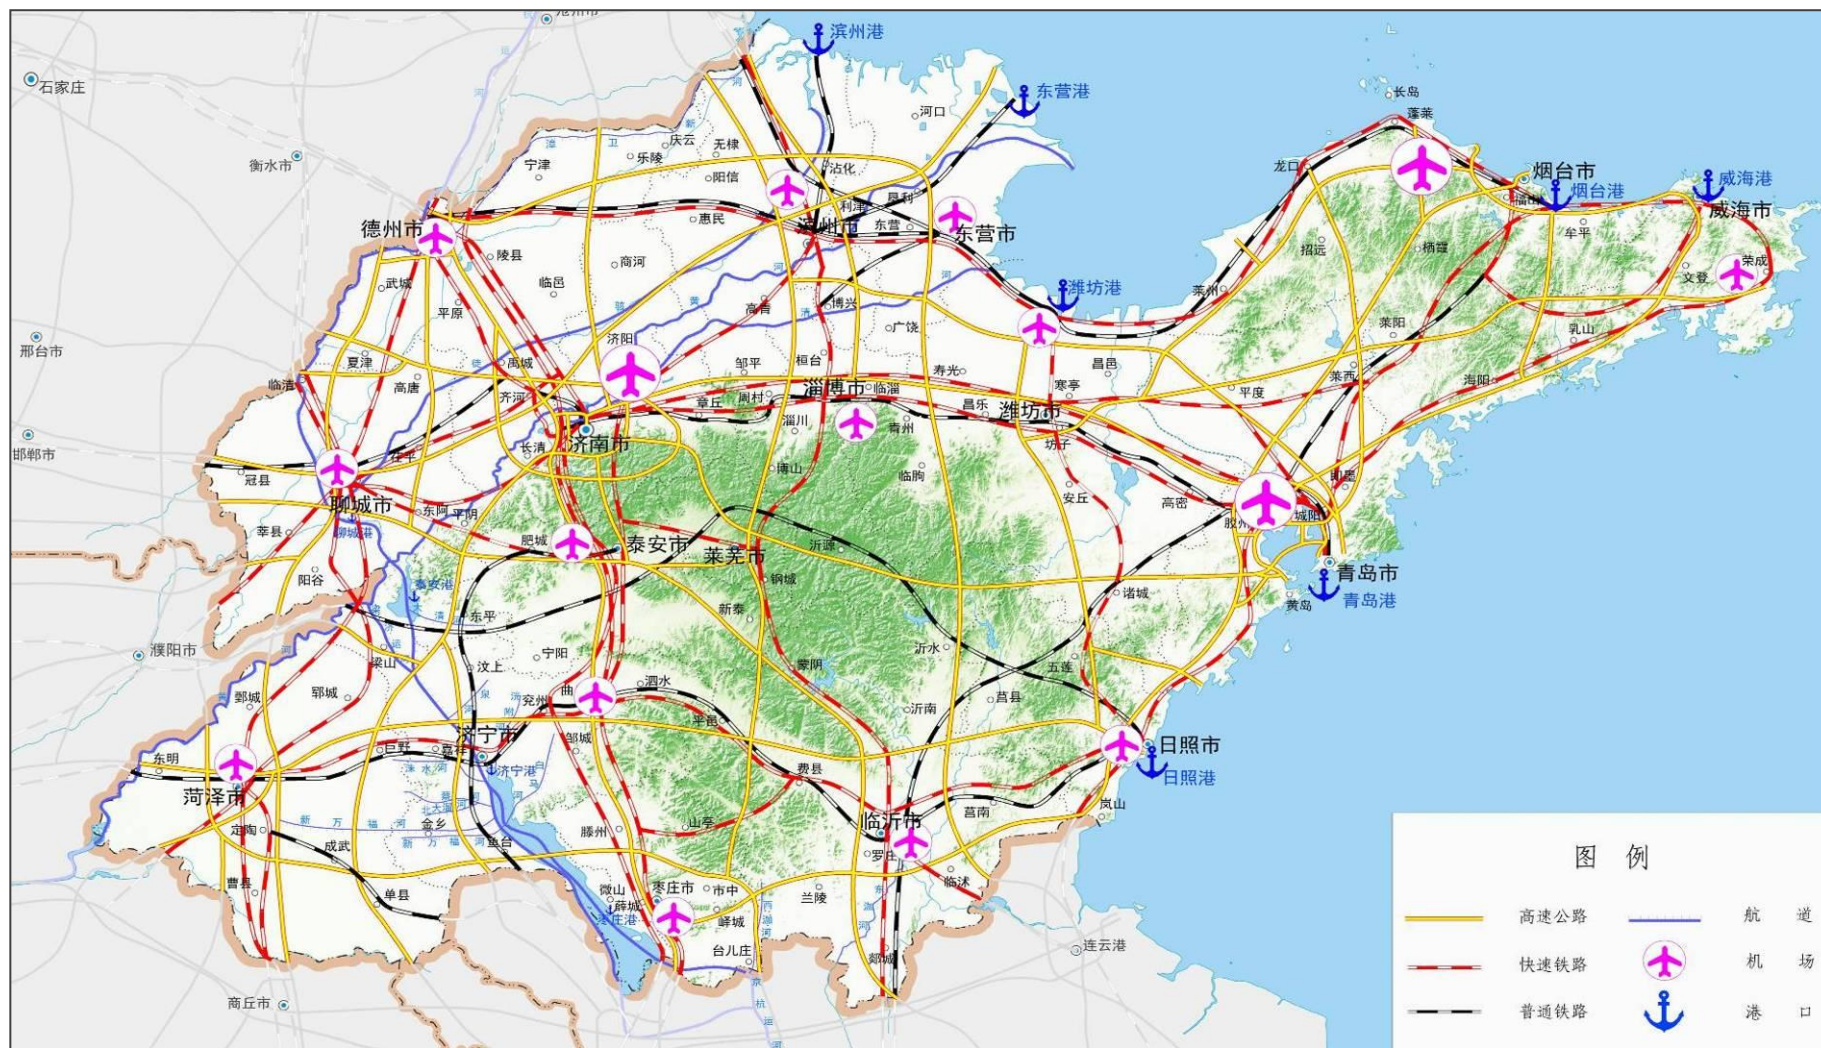 沧州市
滨州港
石家庄
东营港
长岛
蓬莱
河口
衡水市
庆云
无棣
乐陵
宁津
沾化
阳信
龙口
烟台市
烟台港
威海港
福山
威海市
垦利
利津
东营
惠民
德州市
滨州市
东营市
牟平
招远
栖霞
陵县
商河
文登
荣成
武城
临邑
潍坊港
莱州
平原
高青
博兴
广饶
莱阳
乳山
邢台市
济阳
夏津
禹城
邹平
桓台
昌邑
寿光
莱西
海阳
临清
高唐
齐河
章丘
周村
淄博市
临淄
寒亭
平度
昌乐
潍坊市
淄川
青州
坊子
济南市
长清
邯郸市
茌平
冠县
博山
临朐
即墨
安丘
高密
聊城市
东阿
平阴
胶州
城阳
莘县
聊城港
肥城
泰安市
莱芜市
沂源
阳谷
钢城
青岛市
泰安港
诸城
黄岛
青岛港
东平
新泰
濮阳市
梁山
汶上
宁阳
沂水
五莲
蒙阴
鄄城
郓城
兖州
曲
泗水
沂南
莒县
平邑
济宁市
巨野
嘉祥
邹城
日照市
东明
济宁港
费县
日照港
菏泽市
莒南
岚山
定陶
金乡
滕州
山亭
临沂市
成武
鱼台
罗庄
图 例
曹县
单县
微山
枣庄市
市中
兰陵
临沭
薛城
枣庄港
峄城
高速公路
航 道
台儿庄
郯城
连云港
快速铁路
机 场
商丘市
普通铁路
港 口